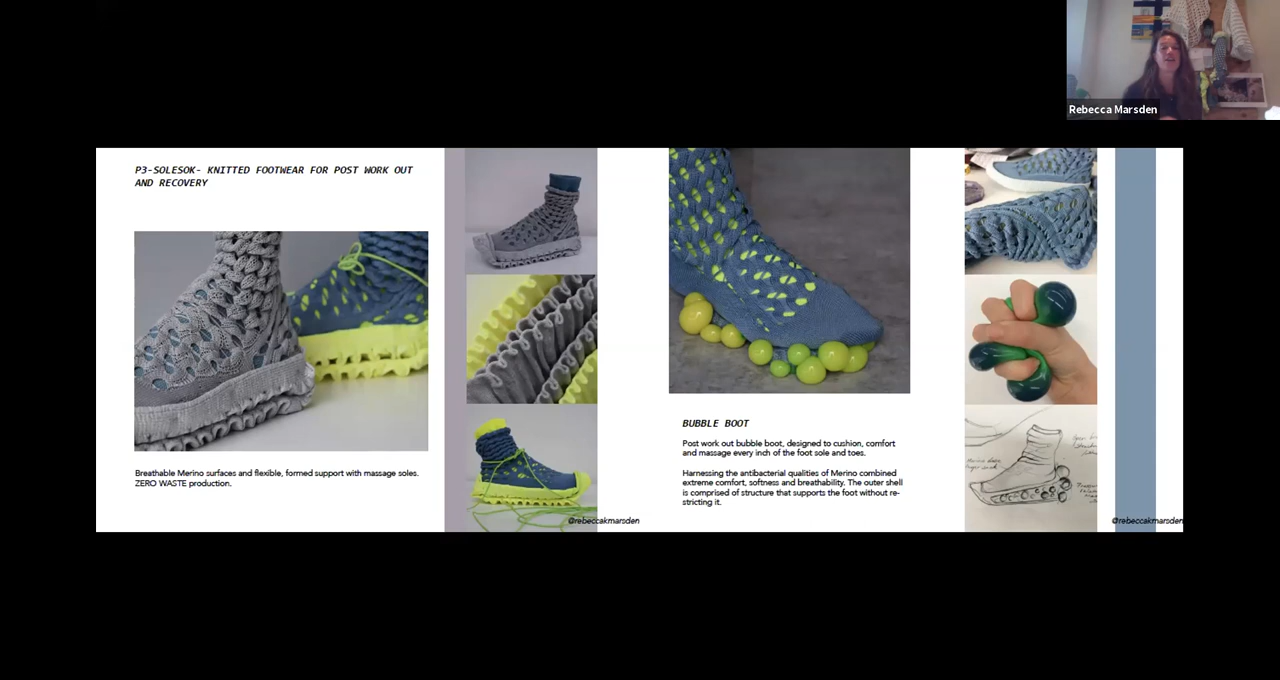 Rebecca Marsden
P3-SOLESOK- KNITTED FOOTWEAR FOR POST WORK OUT
AND RECOVERY
Breathable Merino surfaces and flexible, formed support with massage soles.
ZERO WASTE production.
@rebeccakmarsden
BUBBLE BOOT
Post work out bubble boot, designed to cushion, comfort
and massage every inch of the foot sole and toes.
Harnessing the antibacterial qualities of Merino combined
extreme comfort, softness and breathability. The outer shell
is comprised of structure that supports the foot without re-
stricting it.
@rebeccakmarsden